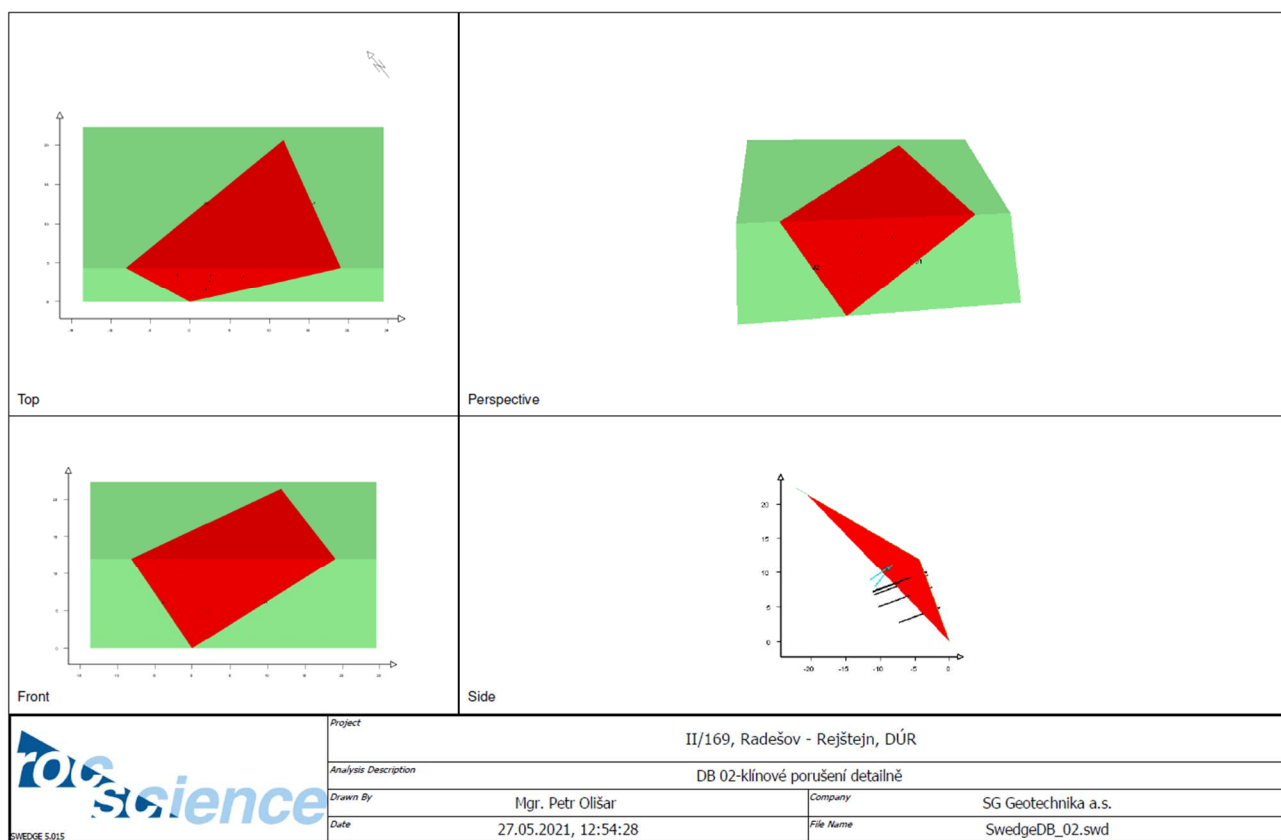 N
Top
Perspective
Front
20
15
10
5
0
-20
-15
-10
-5
0
Side
rocscience
SWEDGE 5.015
Project
II/169, Radešov - Rejštejn, DÚR
Analysis Description
DB 02-klínové porušení detailně
Drawn By
Mgr. Petr Olišar
Company
SG Geotechnika a.s.
Date
27.05.2021, 12:54:28
File Name
SwedgeDB_02.swd